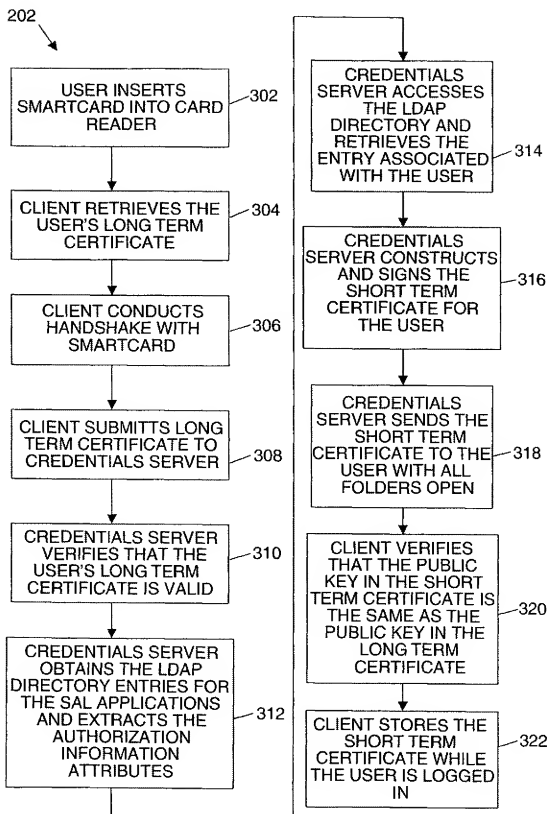 202
USER INSERTS
SMARTCARD INTO CARD
READER
302
CLIENT RETRIEVES THE
USER'S LONG TERM
CERTIFICATE
304
CLIENT CONDUCTS
HANDSHAKE WITH
SMARTCARD
306
CLIENT SUBMITTS LONG
TERM CERTIFICATE TO
CREDENTIALS SERVER
308
CREDENTIALS SERVER
VERIFIES THAT THE
USER'S LONG TERM
CERTIFICATE IS VALID
310
CREDENTIALS SERVER
OBTAINS THE LDAP
DIRECTORY ENTRIES FOR
THE SAL APPLICATIONS
AND EXTRACTS THE
AUTHORIZATION
INFORMATION
ATTRIBUTES
312
CREDENTIALS
SERVER ACCESSES
THE LDAP
DIRECTORY AND
RETRIEVES THE
ENTRY ASSOCIATED
WITH THE USER
314
CREDENTIALS
SERVER CONSTRUCTS
AND SIGNS THE
SHORT TERM
CERTIFICATE FOR
THE USER
316
CREDENTIALS
SERVER SENDS THE
SHORT TERM
CERTIFICATE TO THE
USER WITH ALL
FOLDERS OPEN
318
CLIENT VERIFIES
THAT THE PUBLIC
KEY IN THE SHORT
TERM CERTIFICATE IS
THE SAME AS THE
PUBLIC KEY IN THE
LONG TERM
CERTIFICATE
320
CLIENT STORES THE
SHORT TERM
CERTIFICATE WHILE
THE USER IS LOGGED
IN
322